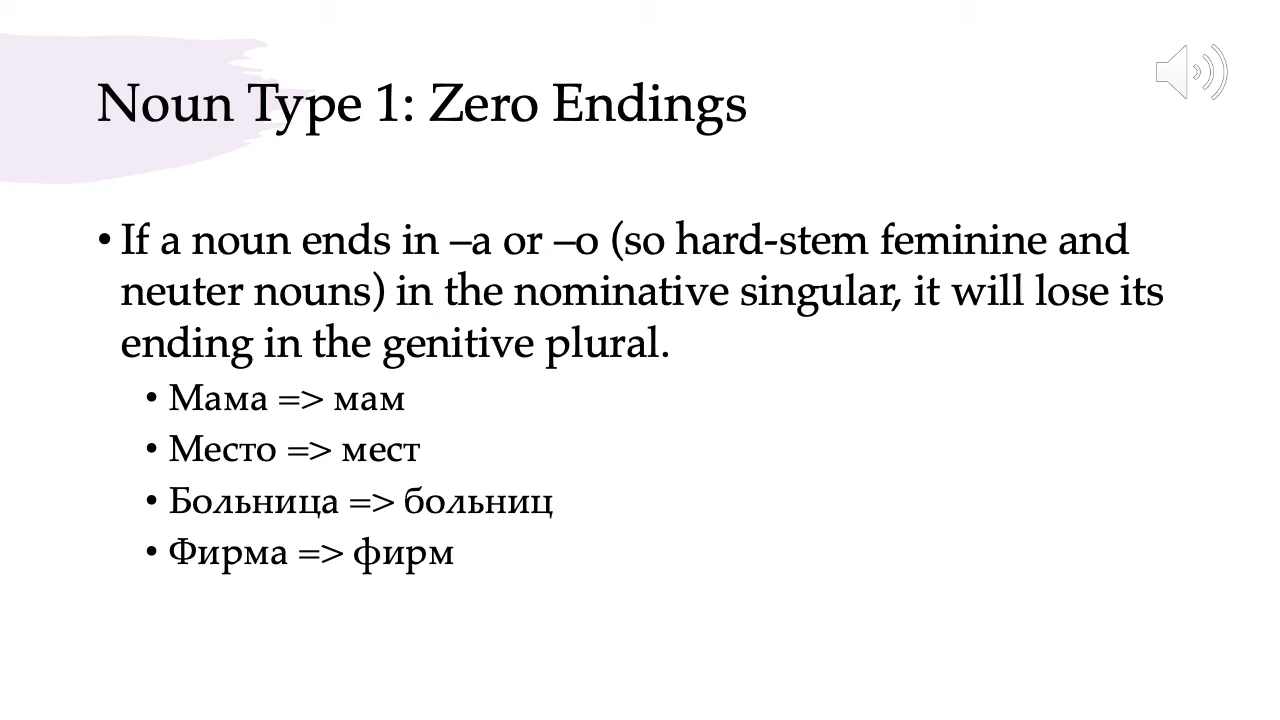 Noun Type 1: Zero Endings
• If a noun ends in –а or –о (so hard-stem feminine and
neuter nouns) in the nominative singular, it will lose its
ending in the genitive plural.
• Мама => мам
• Место => мест
• Больница => больниц
• Фирма => фирм